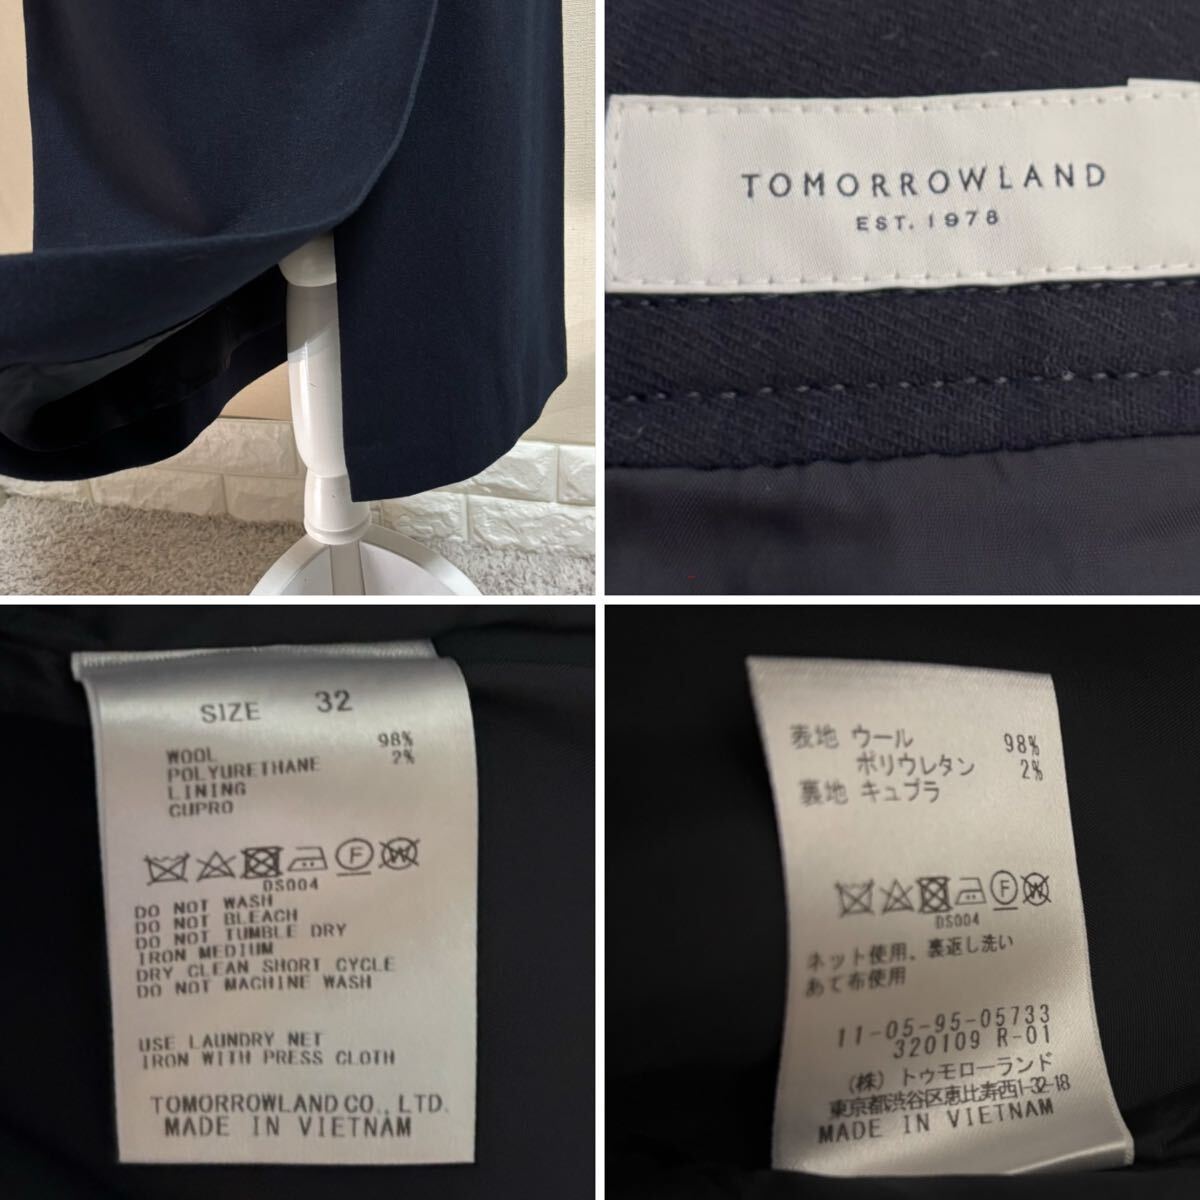 TOMORROWLAND
EST. 1978
SIZE 32
WOOL 98%
POLYURETHANE 2%
LINING
CUPRO
DS004
DO NOT WASH
DO NOT BLEACH
DO NOT TUMBLE DRY
IRON MEDIUM
DRY CLEAN SHORT CYCLE
DO NOT MACHINE WASH
USE LAUNDRY NET
IRON WITH PRESS CLOTH
TOMORROWLAND CO., LTD.
MADE IN VIETNAM
表地 ウール 98%
ポリウレタン 2%
裏地 キュプラ
DS004
ネット使用、裏返し洗い
あて布使用
11-05-95-05733
320109 R-01
(株) トゥモローランド
東京都渋谷区恵比寿西1-32-18
MADE IN VIETNAM